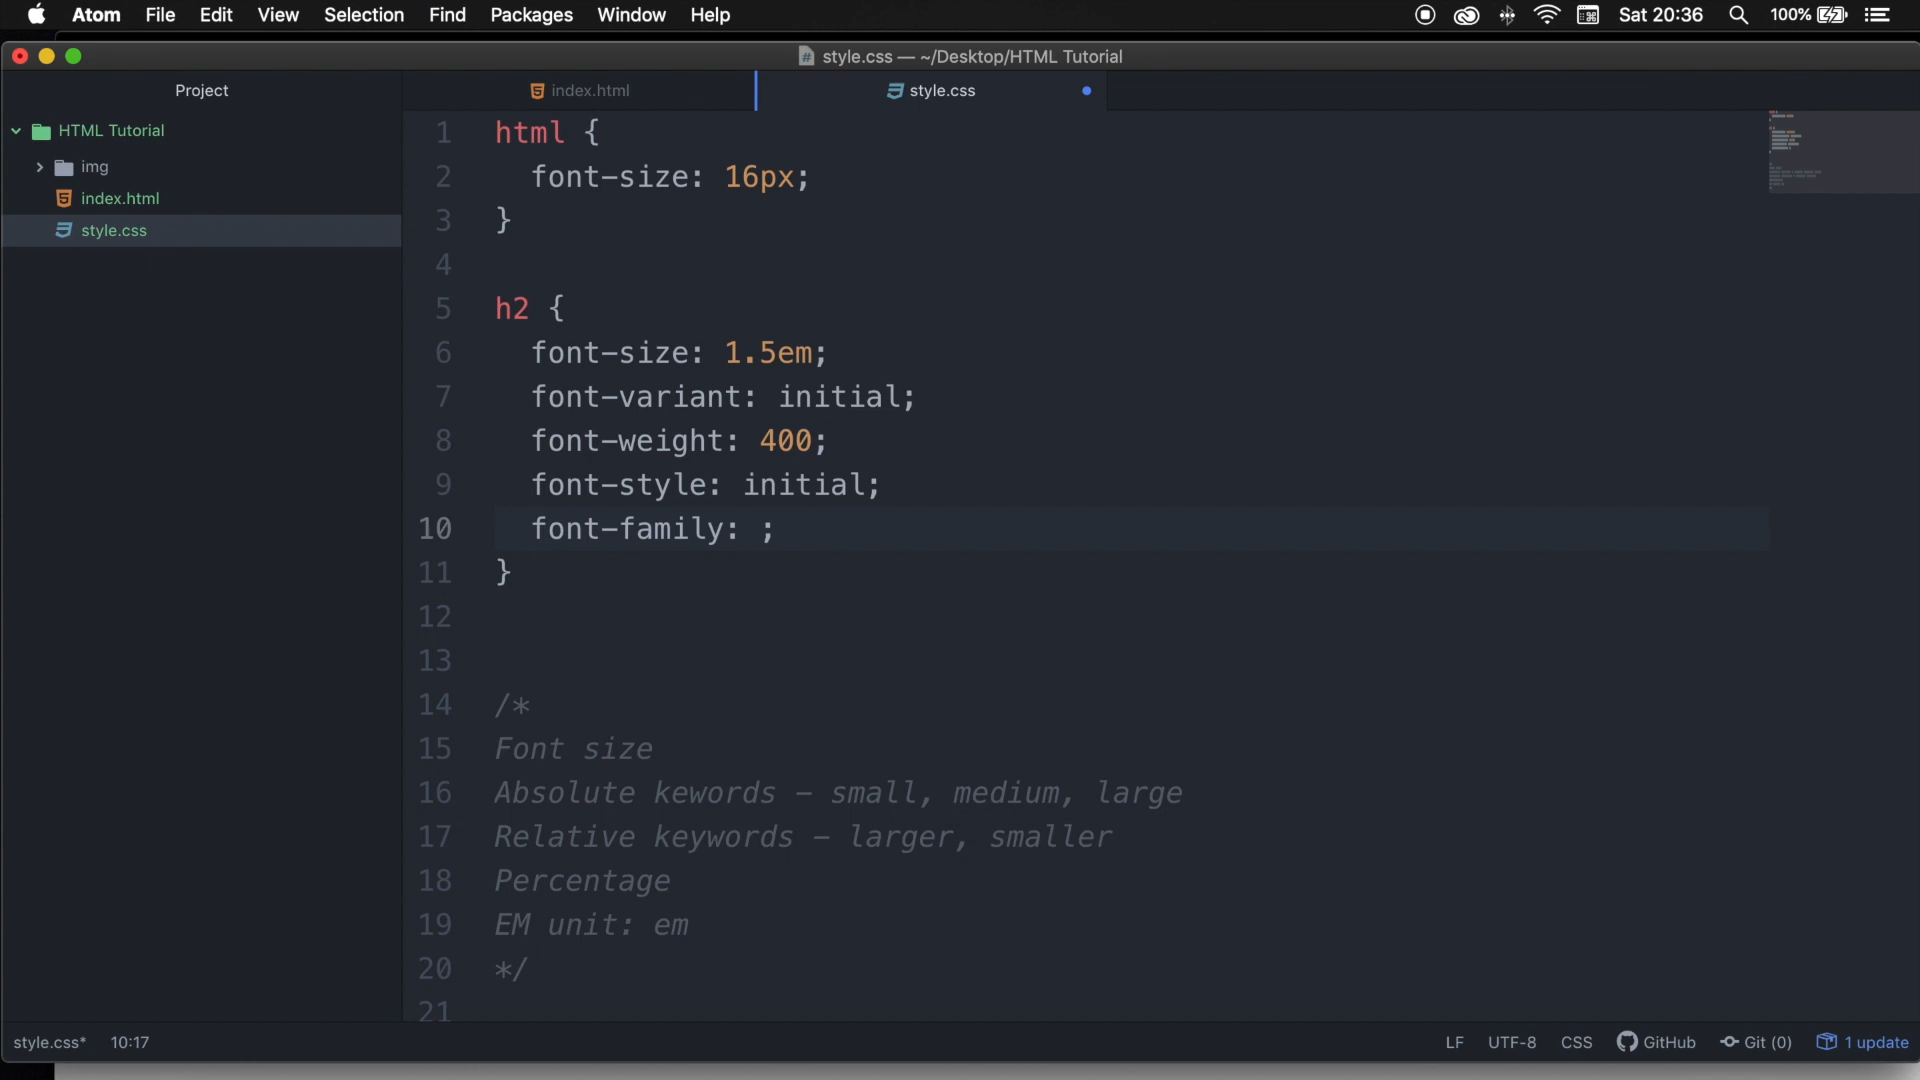 Atom File Edit View Selection Find Packages Window Help Sat 20:36 100%
style.css — ~/Desktop/HTML Tutorial
Project index.html style.css
HTML Tutorial
img
index.html
style.css
1 html {
2 font-size: 16px;
3 }
4
5 h2 {
6 font-size: 1.5em;
7 font-variant: initial;
8 font-weight: 400;
9 font-style: initial;
10 font-family: ;
11 }
12
13
14 /*
15 Font size
16 Absolute kewords - small, medium, large
17 Relative keywords - larger, smaller
18 Percentage
19 EM unit: em
20 */
21
style.css* 10:17 LF UTF-8 CSS GitHub Git (0) 1 update